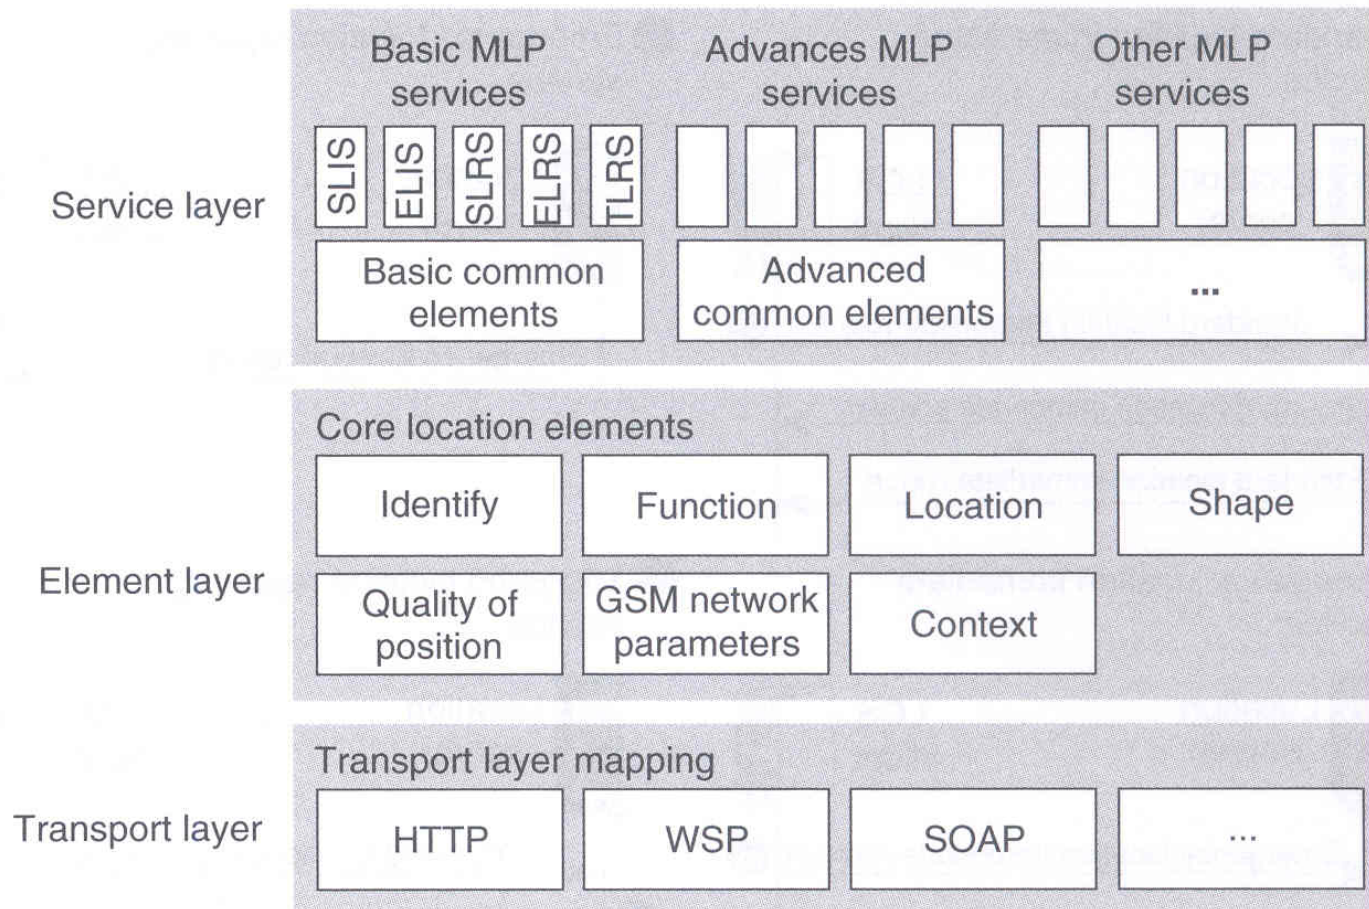 Basic MLP
services
Advances MLP
services
Other MLP
services
Service layer
SLIS
ELIS
SLRS
ELRS
TLRS
Basic common
elements
Advanced
common elements
...
Core location elements
Element layer
Identify
Function
Location
Shape
Quality of
position
GSM network
parameters
Context
Transport layer mapping
Transport layer
HTTP
WSP
SOAP
...